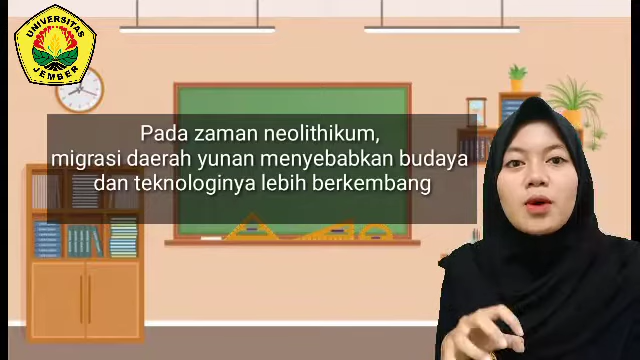 UNIVERSITAS
JEMBER
Pada zaman neolithikum,
migrasi daerah yunan menyebabkan budaya
dan teknologinya lebih berkembang